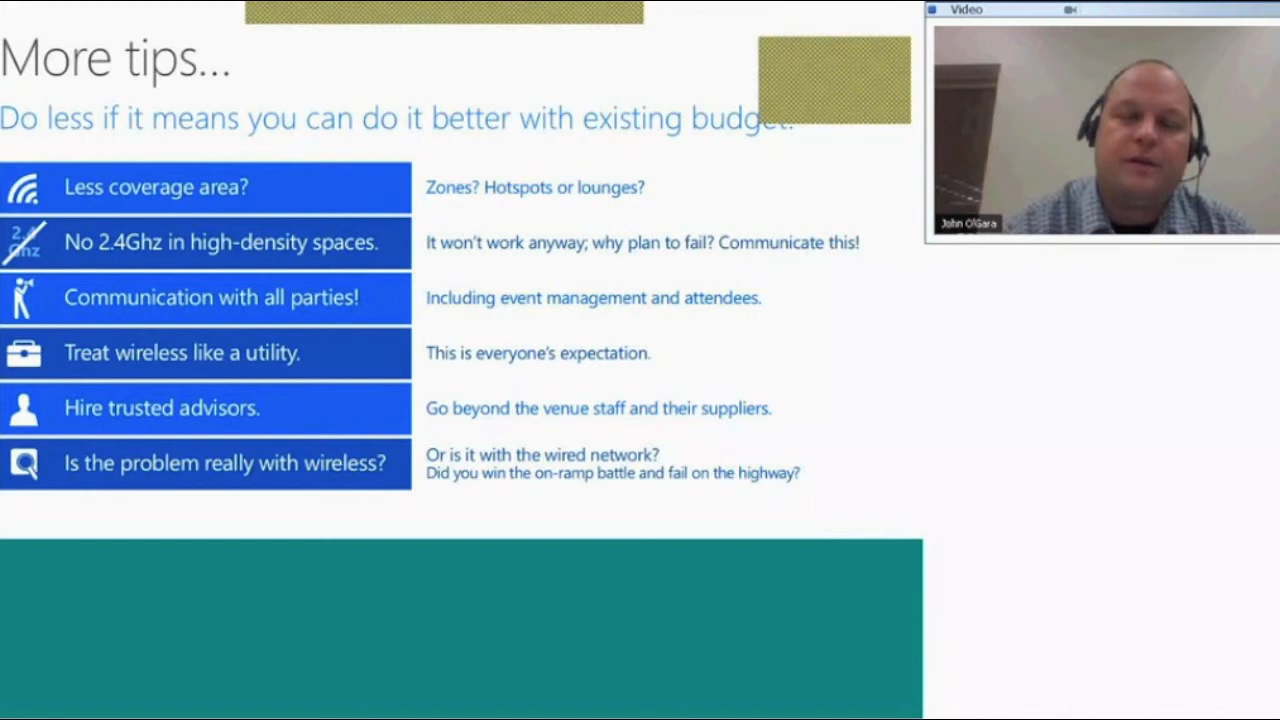 More tips...
Do less if it means you can do it better with existing budget.
Less coverage area?
Zones? Hotspots or lounges?
2.4 Ghz
No 2.4Ghz in high-density spaces.
It won't work anyway; why plan to fail? Communicate this!
Communication with all parties!
Including event management and attendees.
Treat wireless like a utility.
This is everyone's expectation.
Hire trusted advisors.
Go beyond the venue staff and their suppliers.
Is the problem really with wireless?
Or is it with the wired network?
Did you win the on-ramp battle and fail on the highway?
Video
John O'Gara